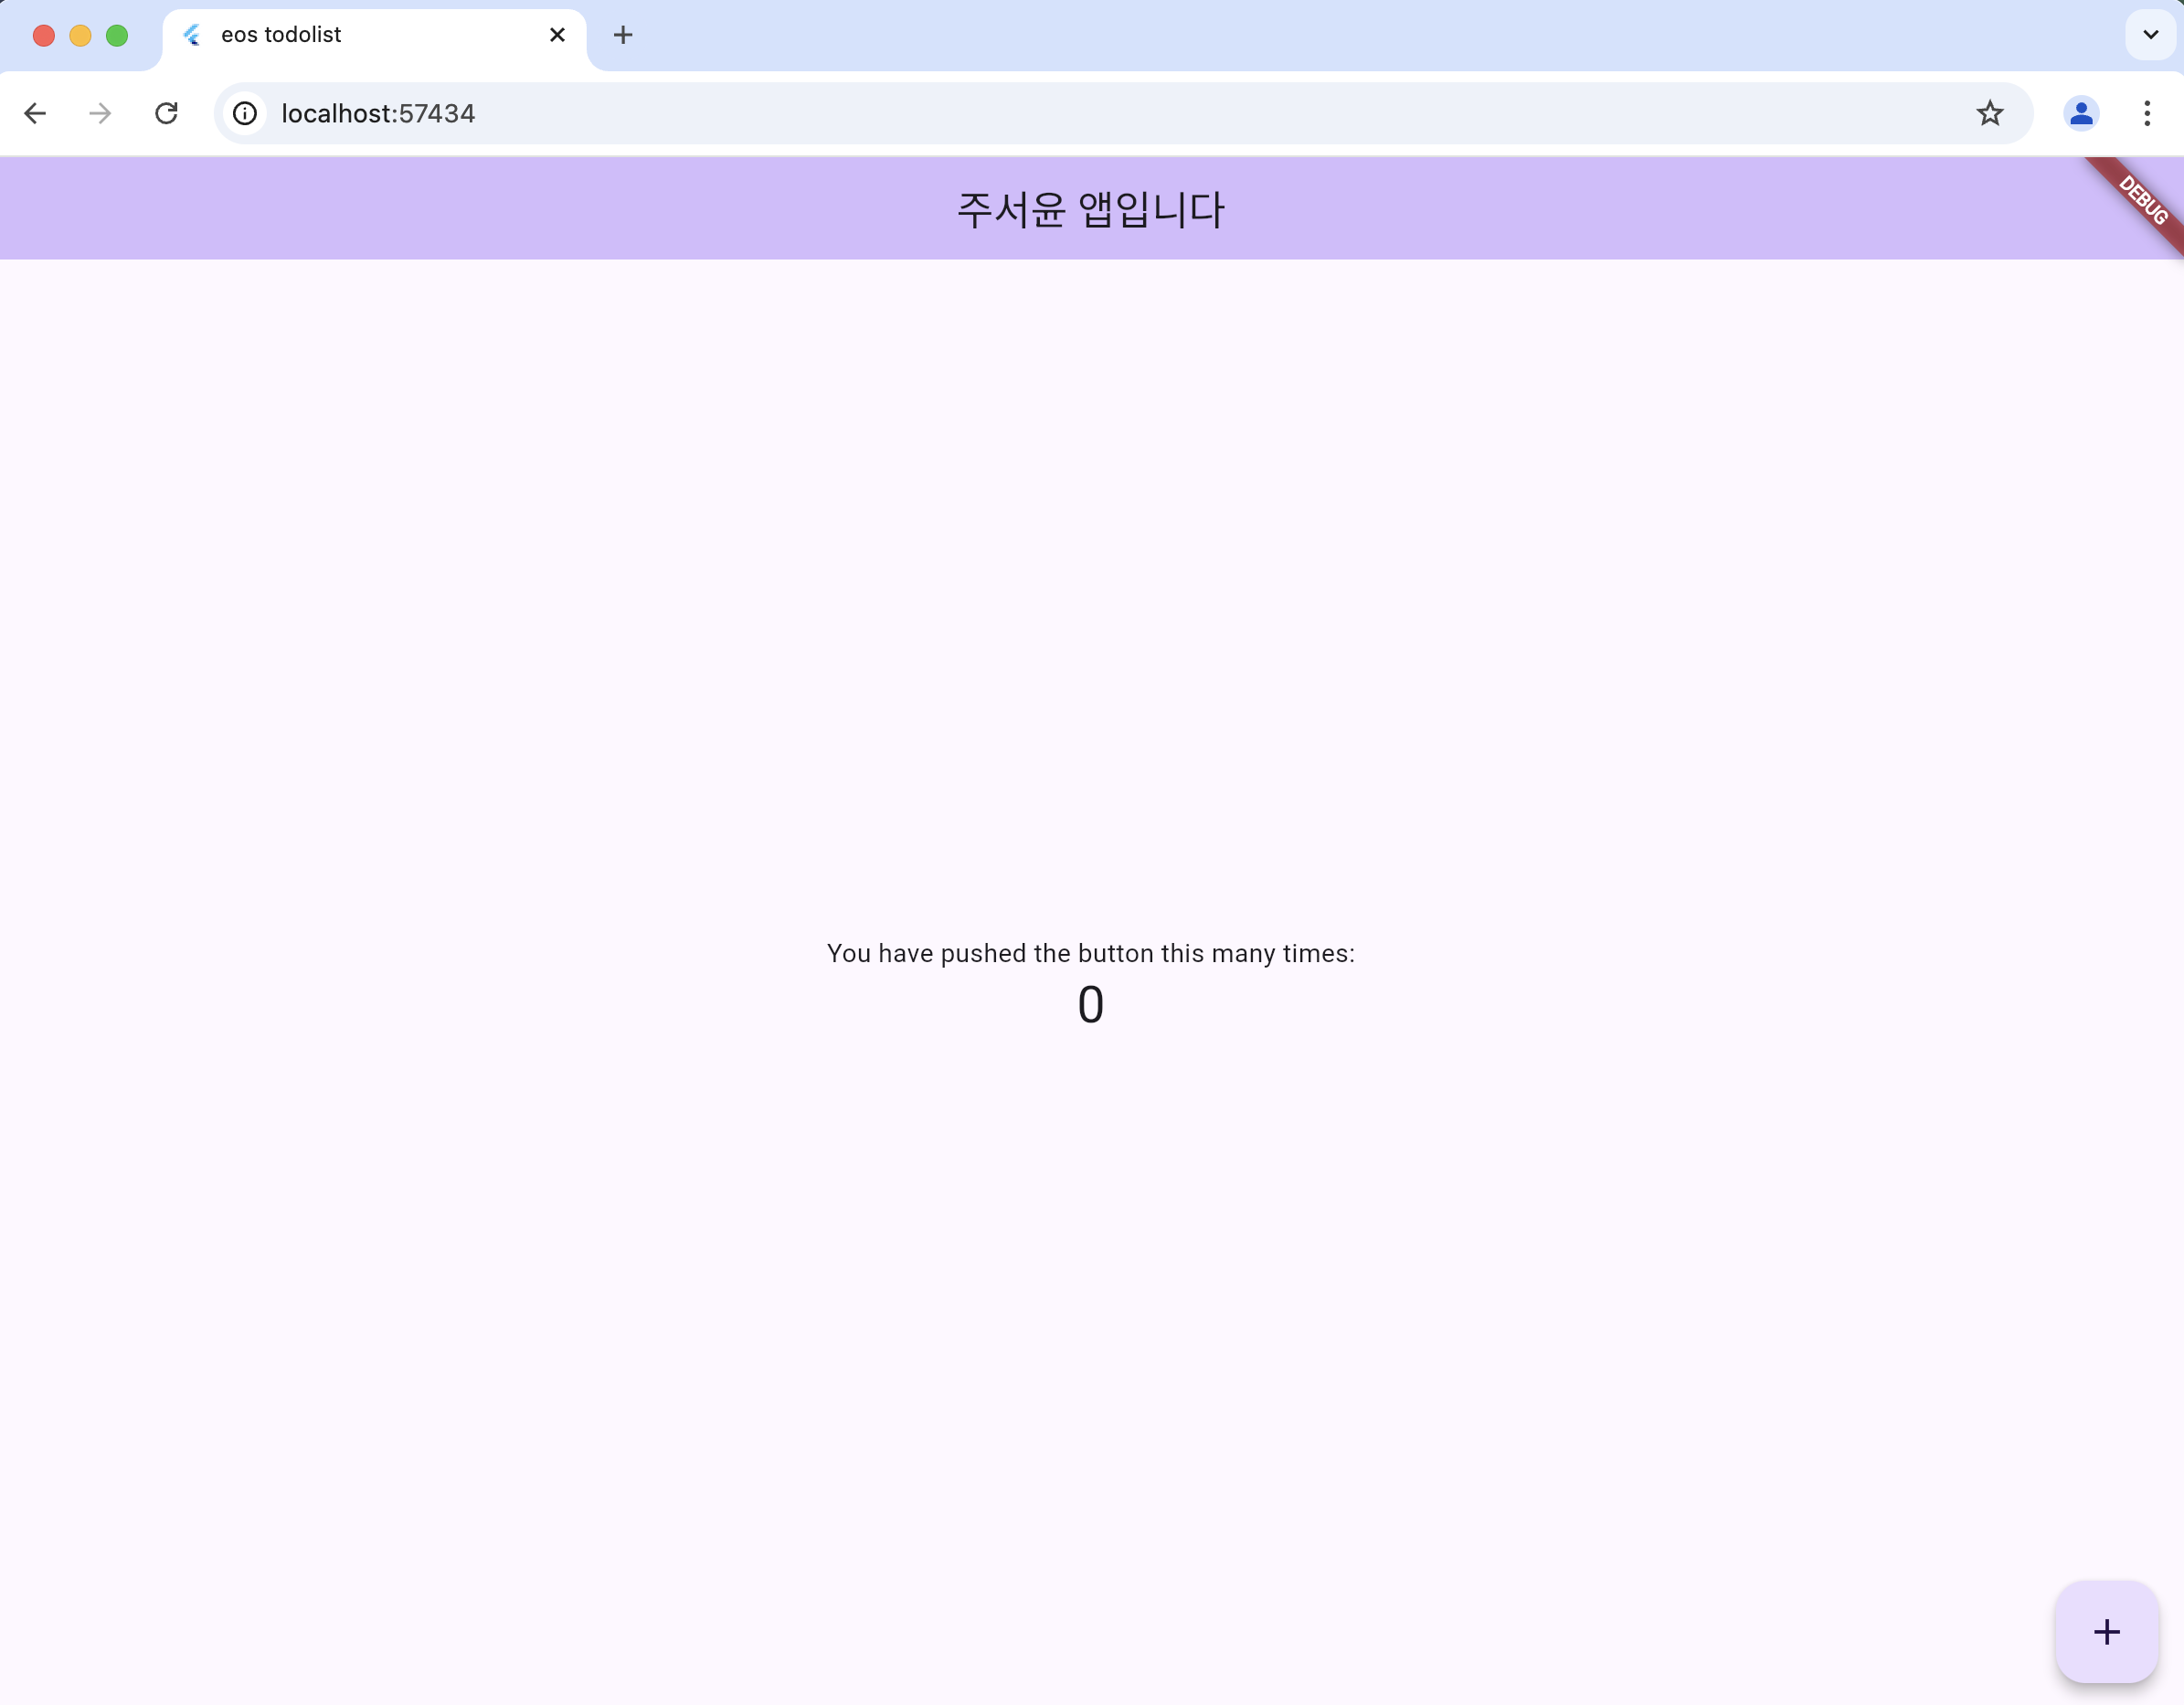 eos todolist
localhost:57434
주서윤 앱입니다
DEBUG
You have pushed the button this many times:
0